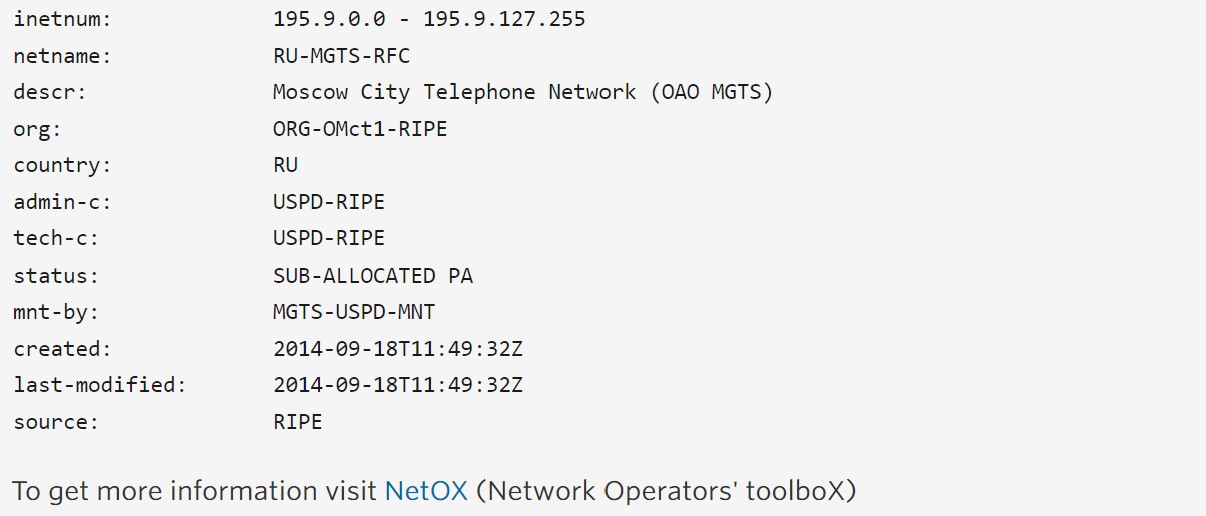 inetnum: 195.9.0.0 - 195.9.127.255
netname: RU-MGTS-RFC
descr: Moscow City Telephone Network (OAO MGTS)
org: ORG-OMct1-RIPE
country: RU
admin-c: USPD-RIPE
tech-c: USPD-RIPE
status: SUB-ALLOCATED PA
mnt-by: MGTS-USPD-MNT
created: 2014-09-18T11:49:32Z
last-modified: 2014-09-18T11:49:32Z
source: RIPE
To get more information visit NetOX (Network Operators' toolboX)